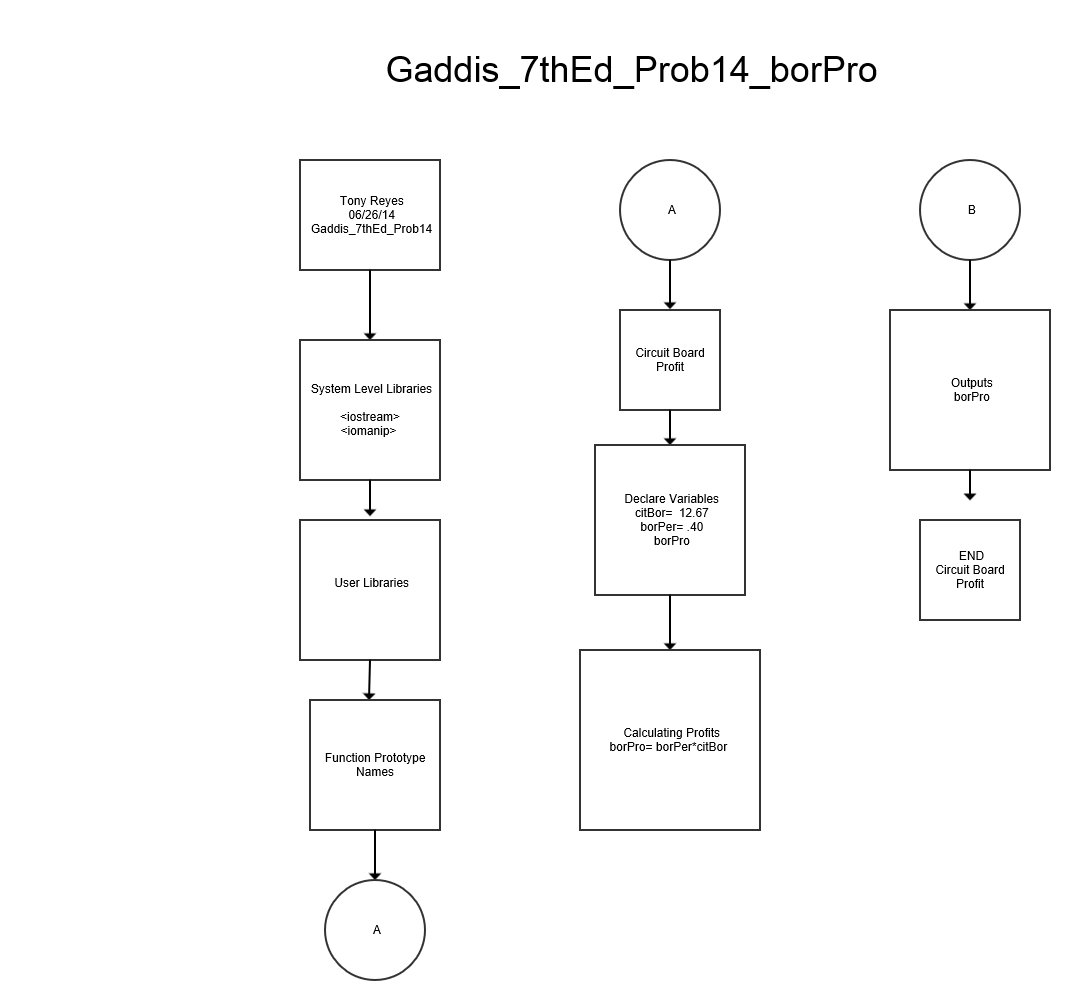 Gaddis_7thEd_Prob14_borPro
Tony Reyes
06/26/14
Gaddis_7thEd_Prob14
System Level Libraries
<iostream>
<iomanip>
User Libraries
Function Prototype
Names
A
A
Circuit Board
Profit
Declare Variables
citBor=  12.67
borPer= .40
borPro
Calculating Profits
borPro= borPer*citBor
B
Outputs
borPro
END
Circuit Board
Profit